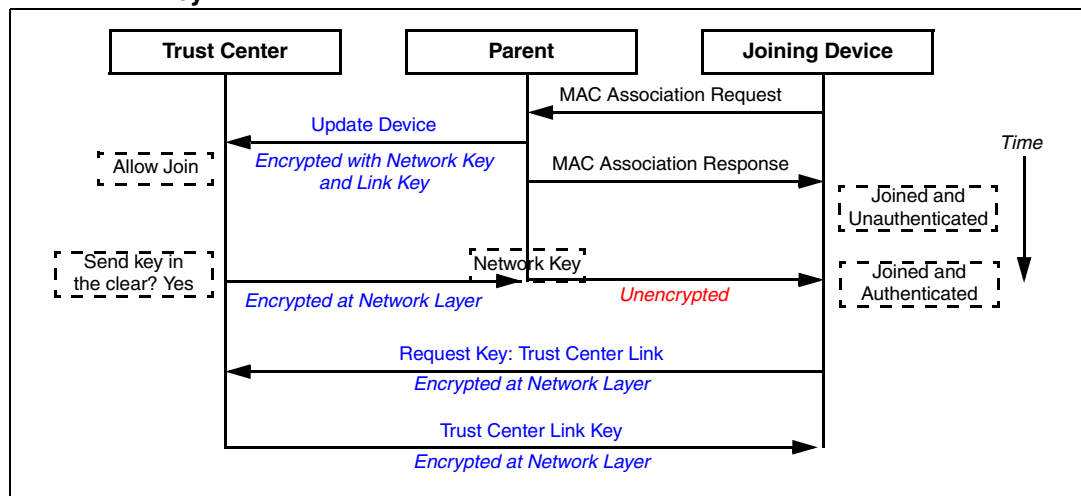 Trust Center
Parent
Joining Device
MAC Association Request
Update Device
Encrypted with Network Key
and Link Key
Allow Join
MAC Association Response
Time
Joined and
Unauthenticated
Send key in
the clear? Yes
Network Key
Encrypted at Network Layer
Unencrypted
Joined and
Authenticated
Request Key: Trust Center Link
Encrypted at Network Layer
Trust Center Link Key
Encrypted at Network Layer